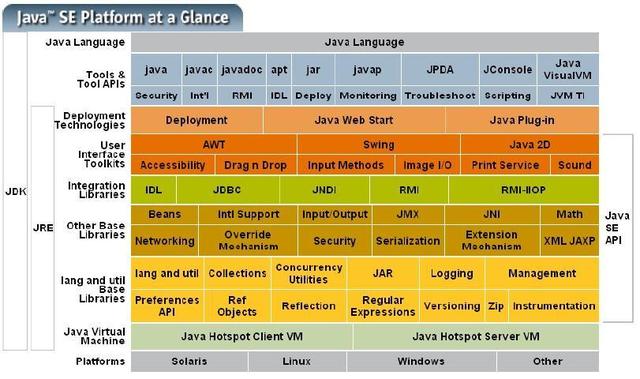 Java™ SE Platform at a Glance
Java Language
Java Language
Tools &
Tool APIs
java javac javadoc apt jar javap JPDA JConsole Java VisualVM
Security Int'l RMI IDL Deploy Monitoring Troubleshoot Scripting JVM TI
Deployment
Technologies
Deployment Java Web Start Java Plug-in
User
Interface
Toolkits
AWT Swing Java 2D
Accessibility Drag n Drop Input Methods Image I/O Print Service Sound
Integration
Libraries
IDL JDBC JNDI RMI RMI-IIOP
JDK
JRE
Other Base
Libraries
Beans Intl Support Input/Output JMX JNI Math
Networking Override Mechanism Security Serialization Extension Mechanism XML JAXP
Java
SE
API
lang and util
Base
Libraries
lang and util Collections Concurrency Utilities JAR Logging Management
Preferences API Ref Objects Reflection Regular Expressions Versioning Zip Instrumentation
Java Virtual
Machine
Java Hotspot Client VM Java Hotspot Server VM
Platforms
Solaris Linux Windows Other